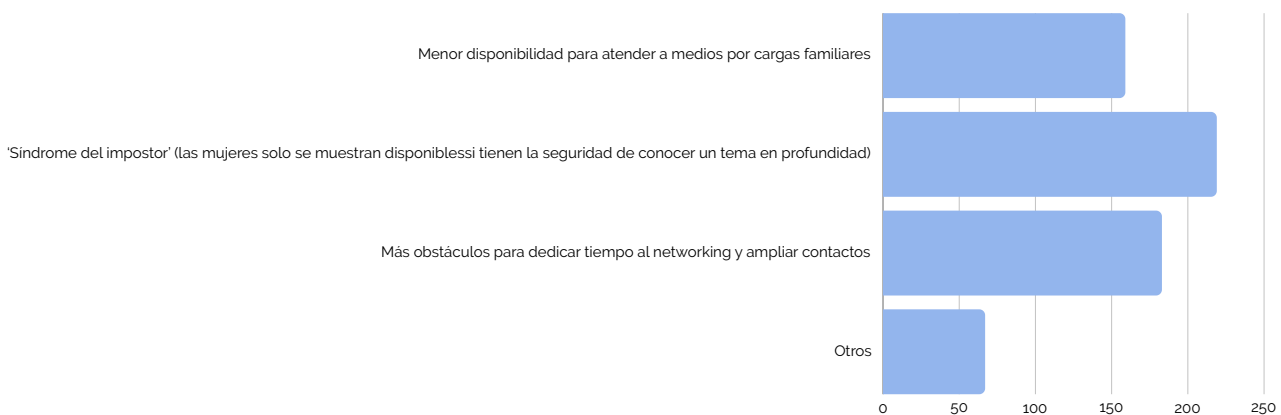 Menor disponibilidad para atender a medios por cargas familiares
'Síndrome del impostor' (las mujeres solo se muestran disponiblessi tienen la seguridad de conocer un tema en profundidad)
Más obstáculos para dedicar tiempo al networking y ampliar contactos
Otros
0 50 100 150 200 250